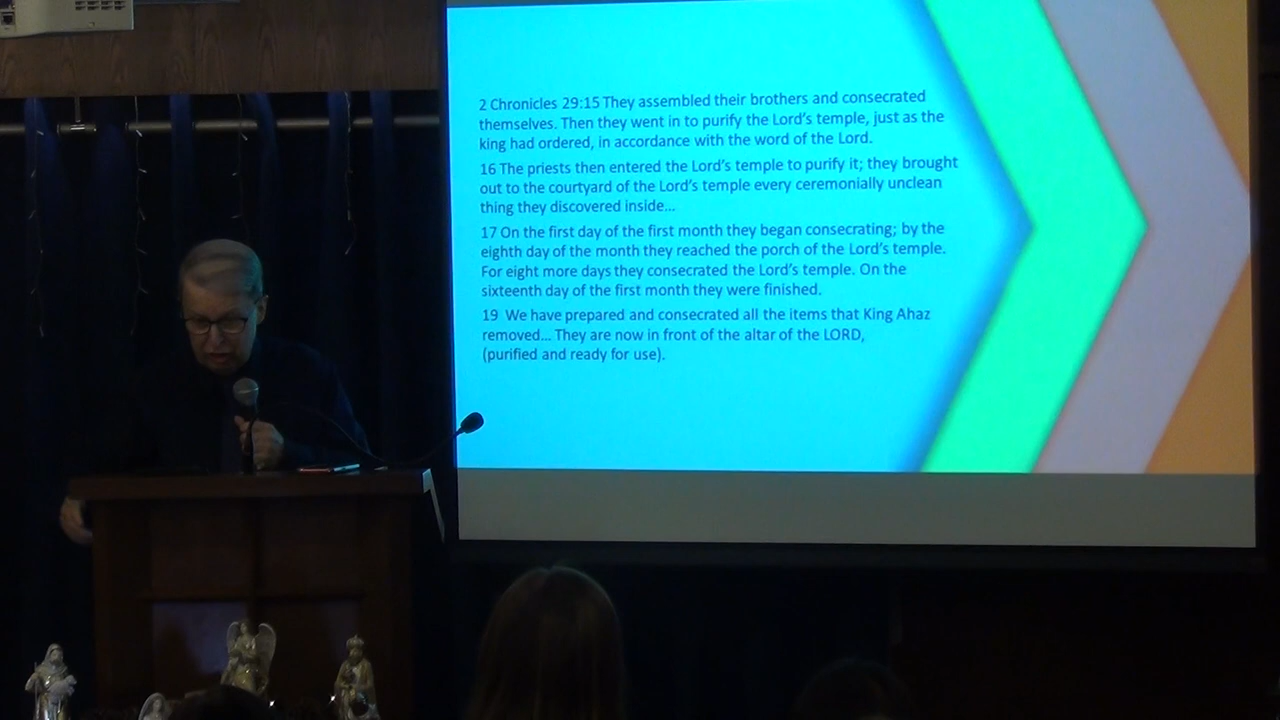 2 Chronicles 29:15 They assembled their brothers and consecrated
themselves. Then they went in to purify the Lord's temple, just as the
king had ordered, in accordance with the word of the Lord.
16 The priests then entered the Lord's temple to purify it; they brought
out to the courtyard of the Lord's temple every ceremonially unclean
thing they discovered inside...
17 On the first day of the first month they began consecrating; by the
eighth day of the month they reached the porch of the Lord's temple.
For eight more days they consecrated the Lord's temple. On the
sixteenth day of the first month they were finished.
19 We have prepared and consecrated all the items that King Ahaz
removed... They are now in front of the altar of the LORD,
(purified and ready for use).